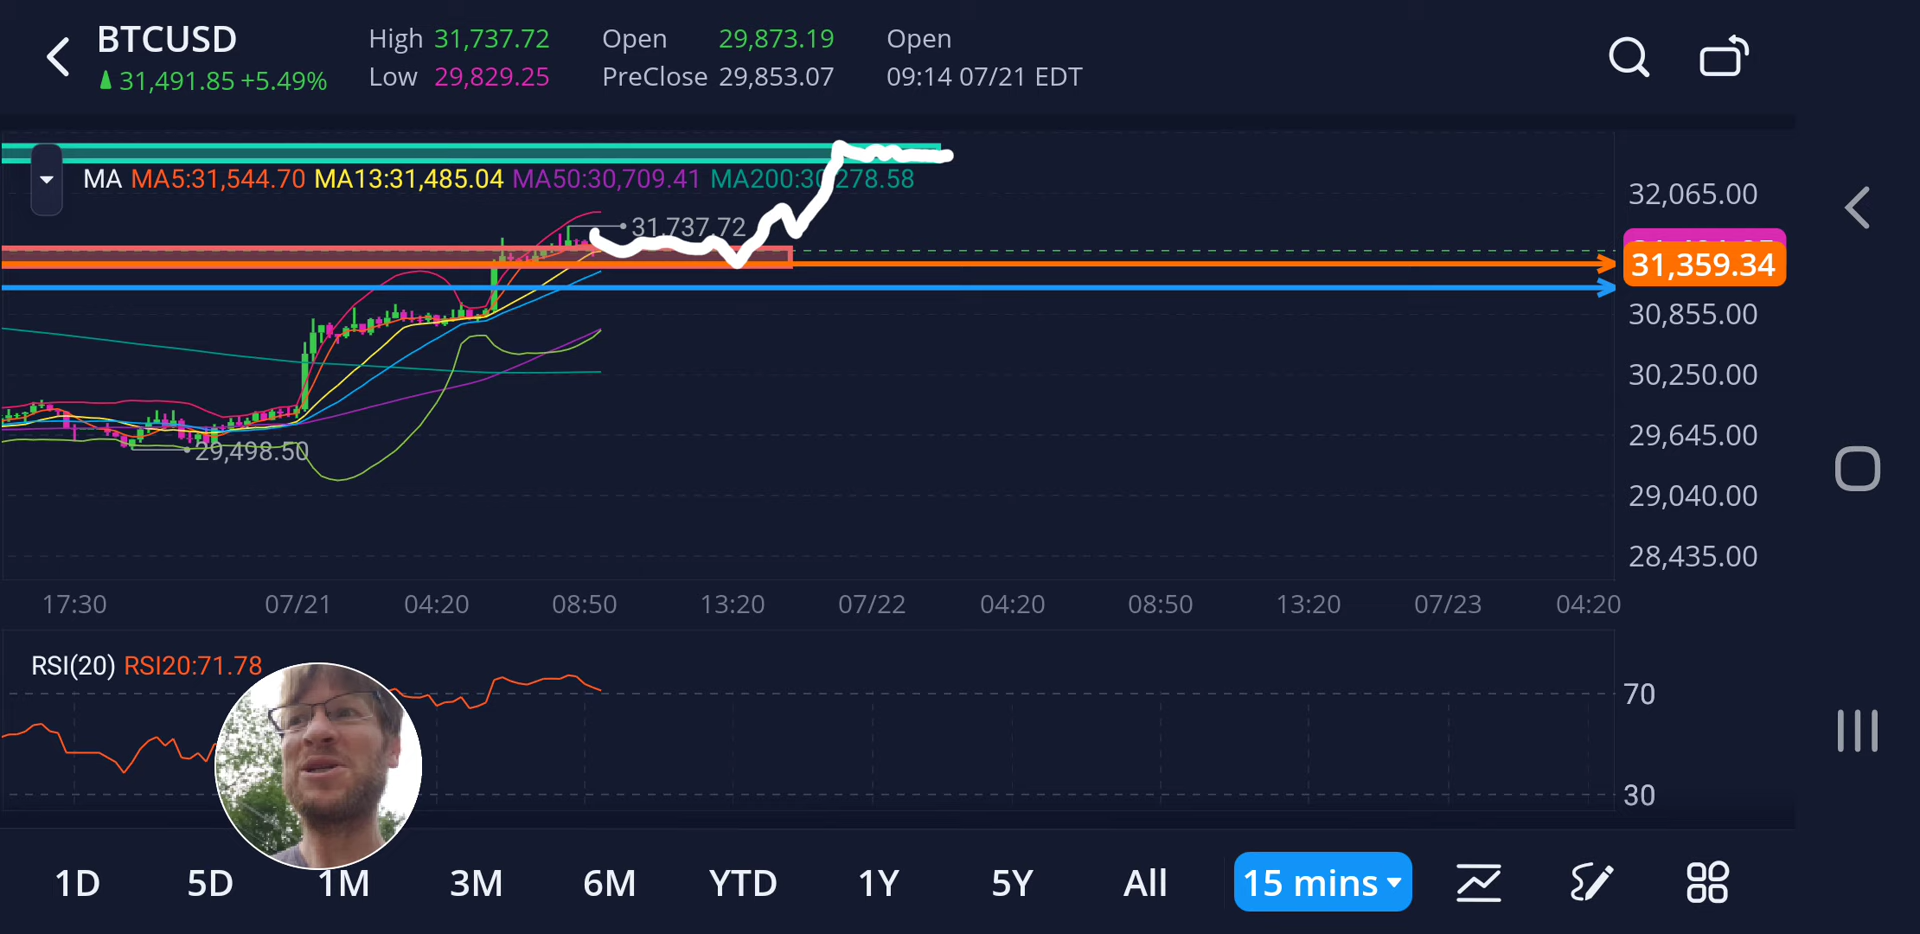 BTCUSD
31,491.85 +5.49%
High 31,737.72
Low 29,829.25
Open 29,873.19
PreClose 29,853.07
Open
09:14 07/21 EDT
MA MA5:31,544.70 MA13:31,485.04 MA50:30,709.41 MA200:30,278.58
32,065.00
31,737.72
31,359.34
30,855.00
30,250.00
29,645.00
29,498.50
29,040.00
28,435.00
17:30 07/21 04:20 08:50 13:20 07/22 04:20 08:50 13:20 07/23 04:20
RSI(20) RSI20:71.78
70
30
1D 5D 1M 3M 6M YTD 1Y 5Y All 15 mins